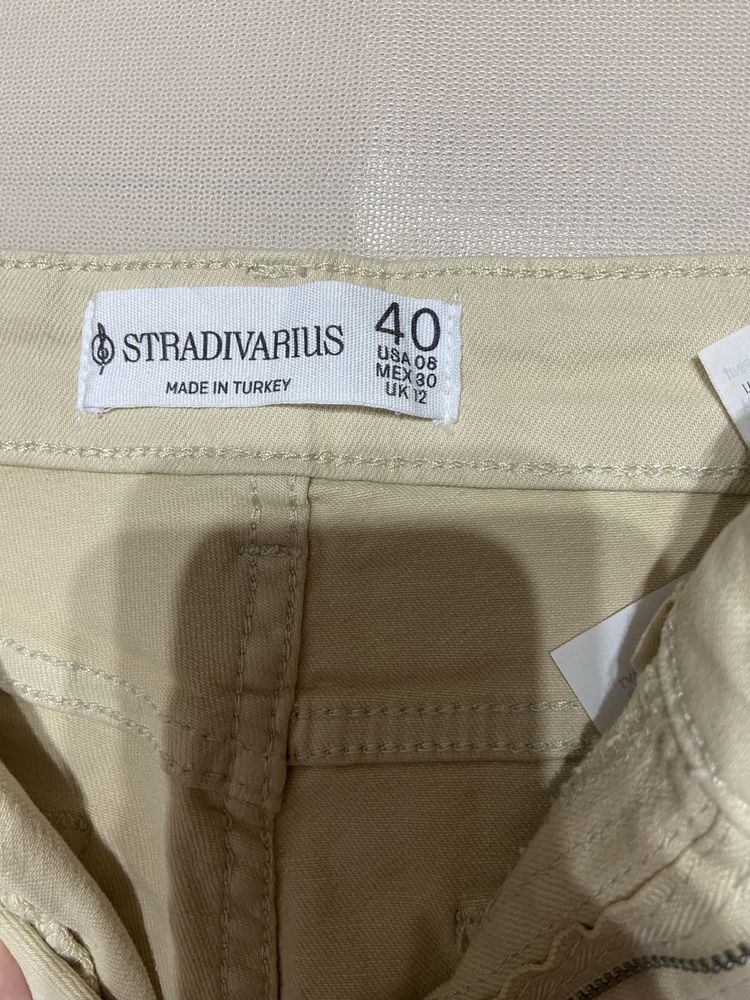 STRADIVARIUS
MADE IN TURKEY
40
USA 08
MEX 30
UK 12